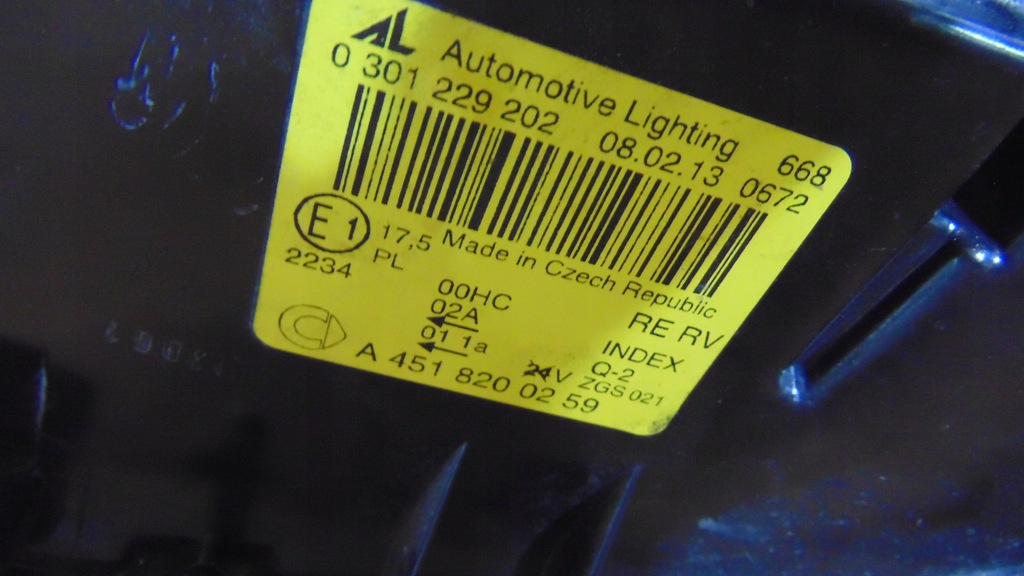 AL Automotive Lighting 668
0 301 229 202 08.02.13 0672
E1 17,5 Made in Czech Republic
2234 PL
00HC RE RV
02A INDEX
01 1a Q-2
24V ZGS 021
A 451 820 02 59